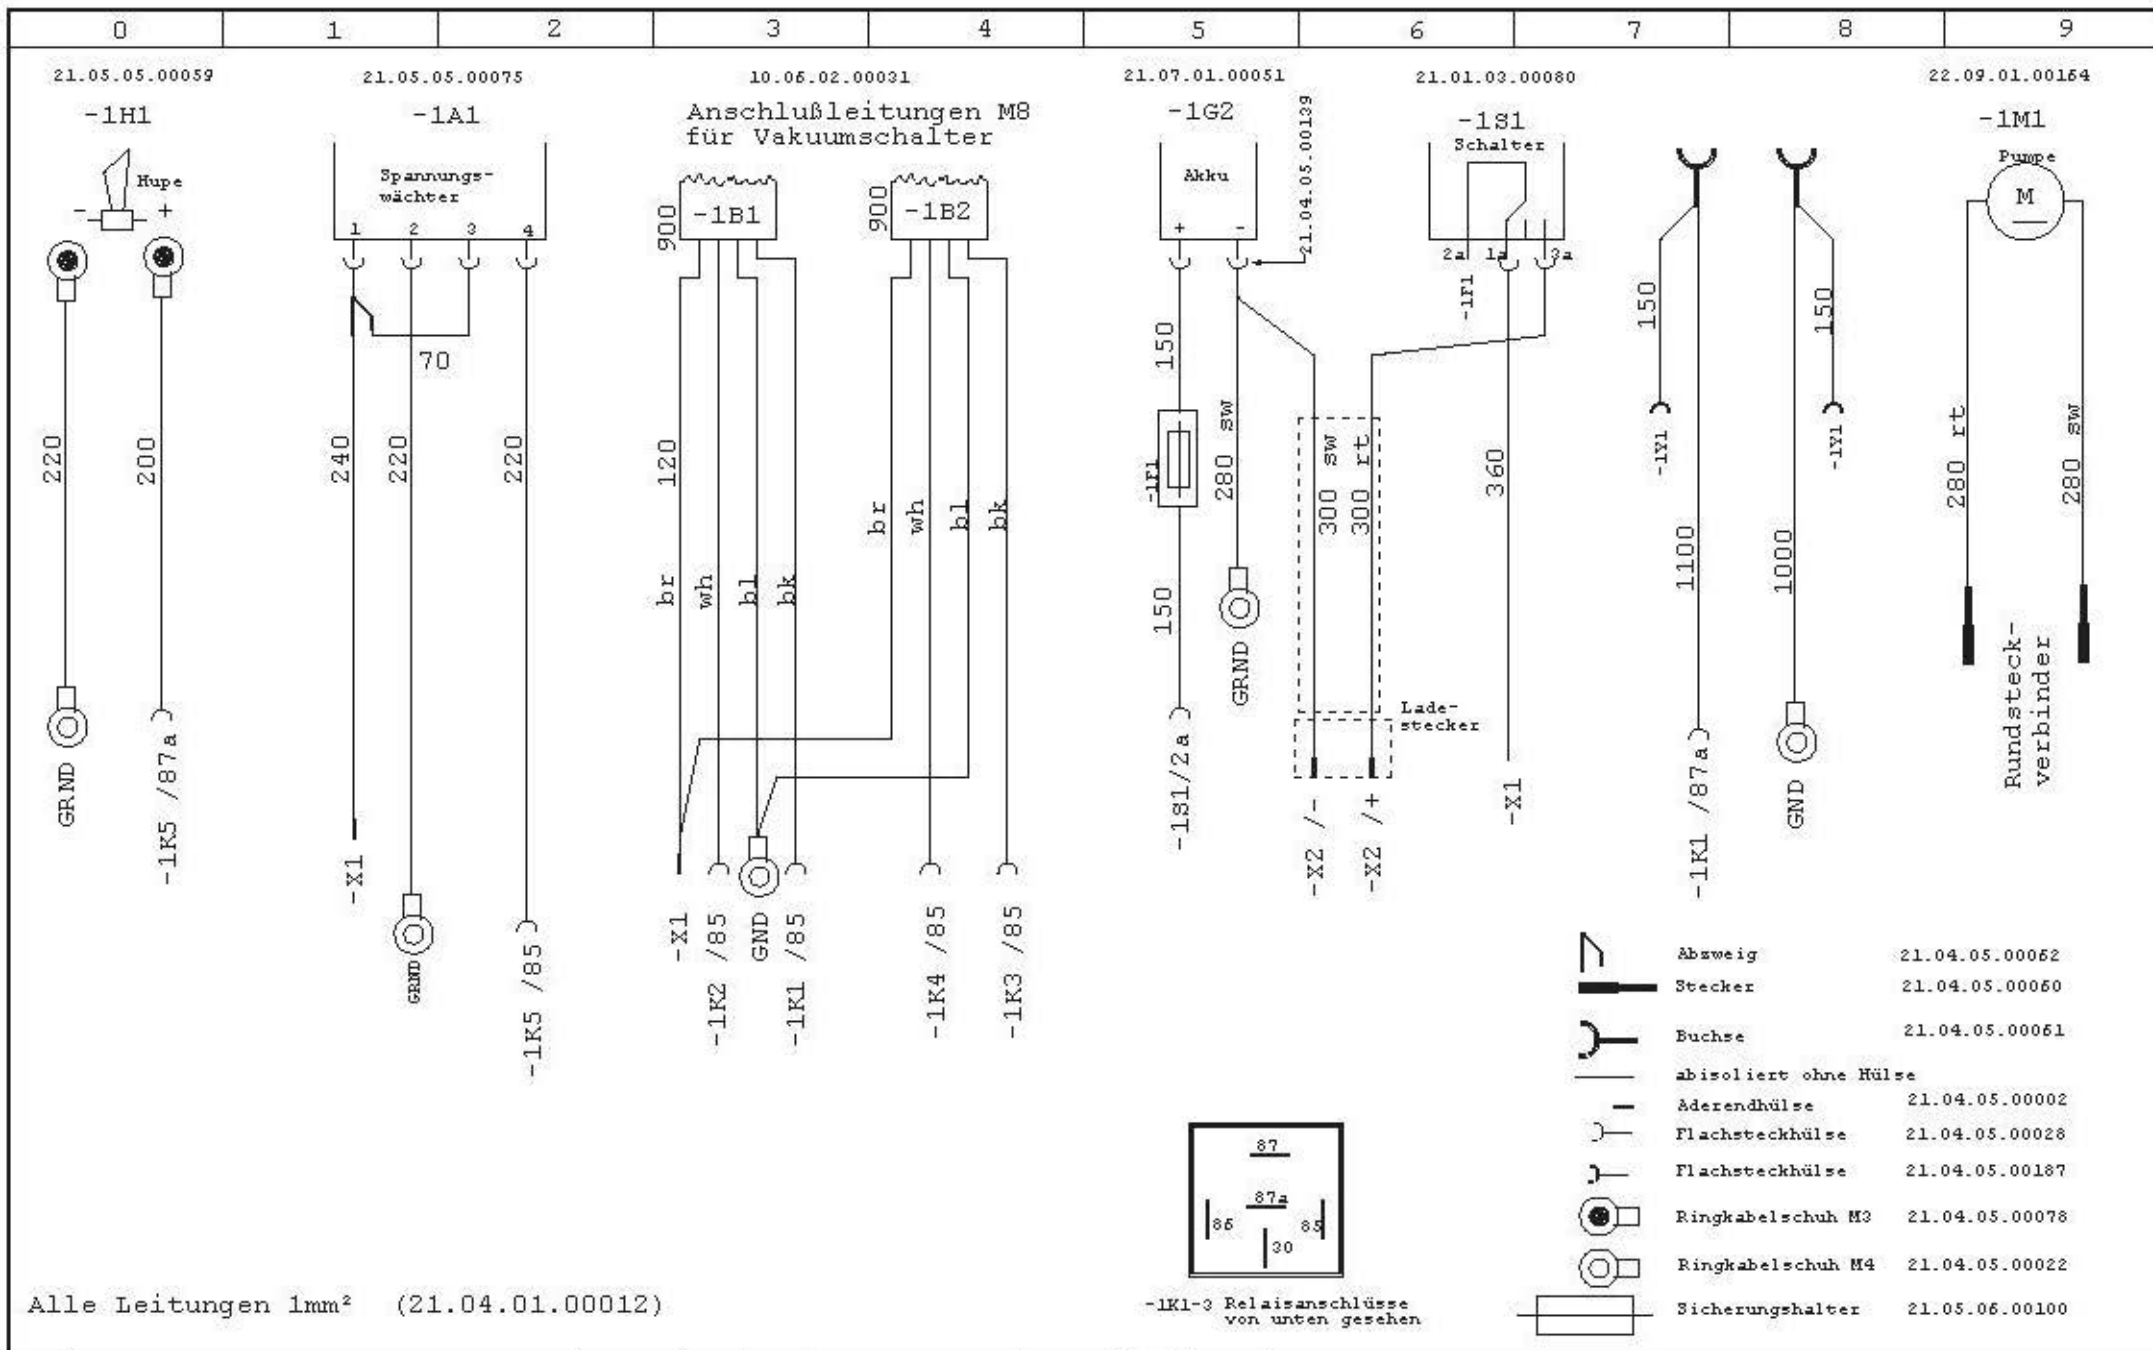 0 1 2 3 4 5 6 7 8 9
21.05.05.00059
-1H1
Hupe
- +
220
200
GRND
-1K5 /87a
21.05.05.00075
-1A1
Spannungs-
wächter
1 2 3 4
70
240
220
220
-X1
GRND
-1K5 /85
10.06.02.00031
Anschlußleitungen M8
für Vakuumschalter
900
-1B1
900
-1B2
120
br
wh
bl
bk
br
wh
bl
bk
-X1
-1K2 /85
GND
-1K1 /85
-1K4 /85
-1K3 /85
21.07.01.00051
-1G2
Akku
+ -
21.04.05.00139
150
-1F1
150
280 sw
GRND
-1S1/2a
300 sw
300 rt
Lade-
stecker
-X2 /-
-X2 /+
21.01.03.00080
-1S1
Schalter
2a 1a 3a
-1F1
360
-X1
150
-1Y1
1100
-1K1 /87a
150
-1Y1
1000
GND
22.09.01.00164
-1M1
Pumpe
M
280 rt
280 sw
Rundsteck-
verbinder
Abzweig 21.04.05.00062
Stecker 21.04.05.00060
Buchse 21.04.05.00061
abisoliert ohne Hülse
Aderendhülse 21.04.05.00002
Flachsteckhülse 21.04.05.00028
Flachsteckhülse 21.04.05.00187
Ringkabelschuh M3 21.04.05.00078
Ringkabelschuh M4 21.04.05.00022
Sicherungshalter 21.05.06.00100
87
87a
86 85
30
-1K1-3 Relaisanschlüsse
von unten gesehen
Alle Leitungen 1mm² (21.04.01.00012)